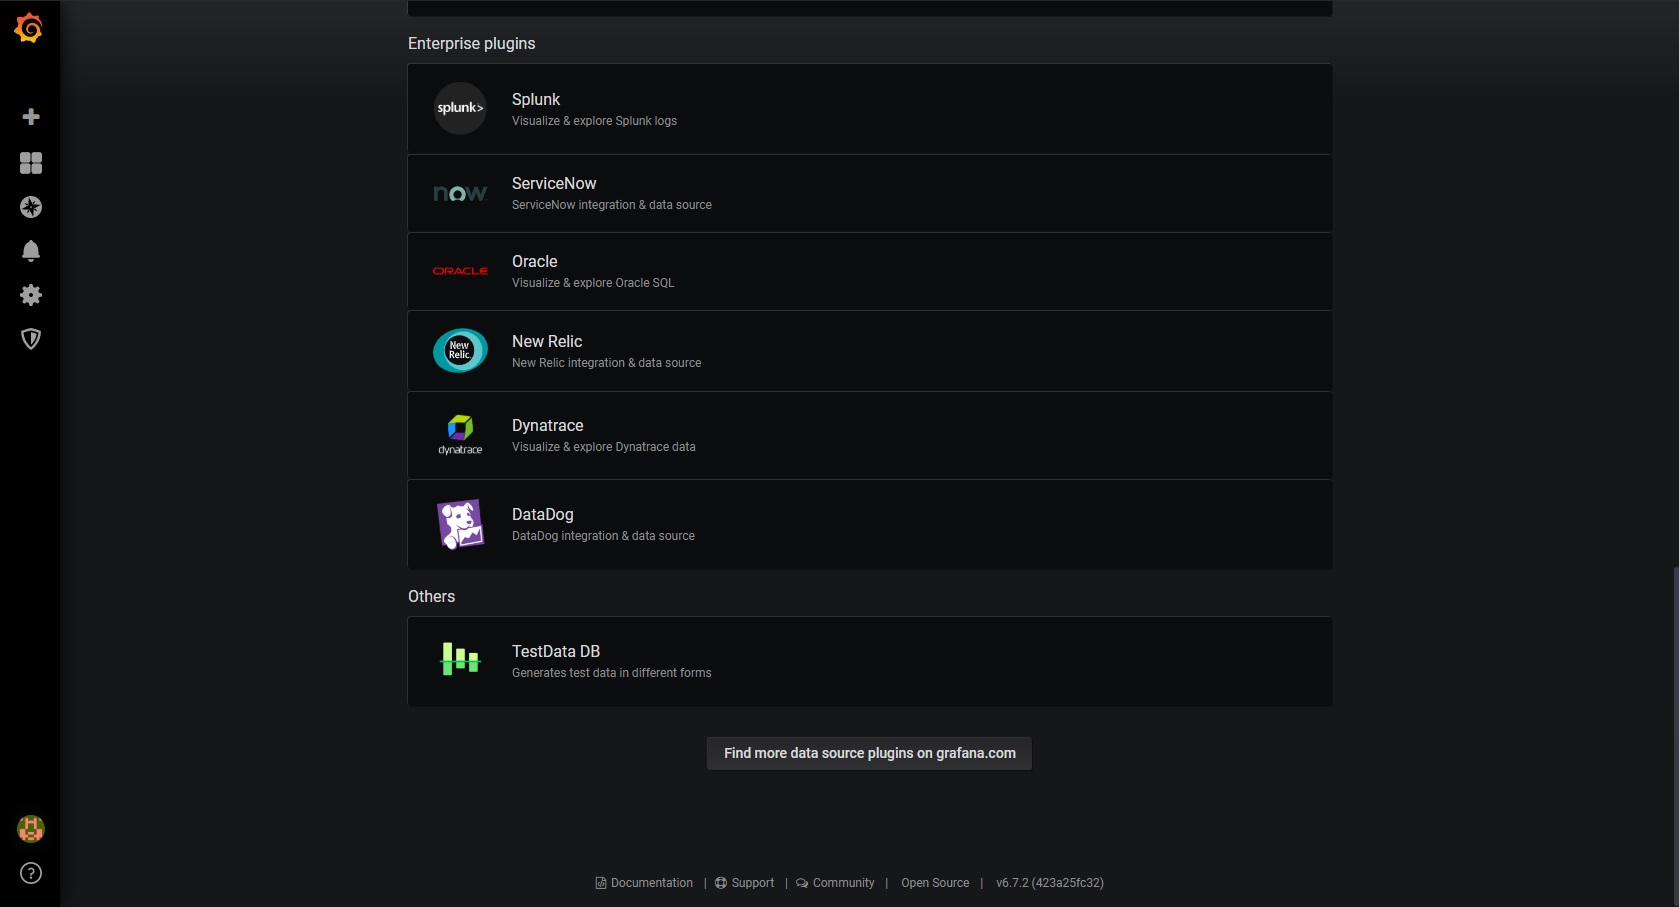 Enterprise plugins
splunk>
Splunk
Visualize & explore Splunk logs
now
ServiceNow
ServiceNow integration & data source
ORACLE
Oracle
Visualize & explore Oracle SQL
New
Relic.
New Relic
New Relic integration & data source
dynatrace
Dynatrace
Visualize & explore Dynatrace data
DataDog
DataDog integration & data source
Others
TestData DB
Generates test data in different forms
Find more data source plugins on grafana.com
?
Documentation | Support | Community | Open Source | v6.7.2 (423a25fc32)